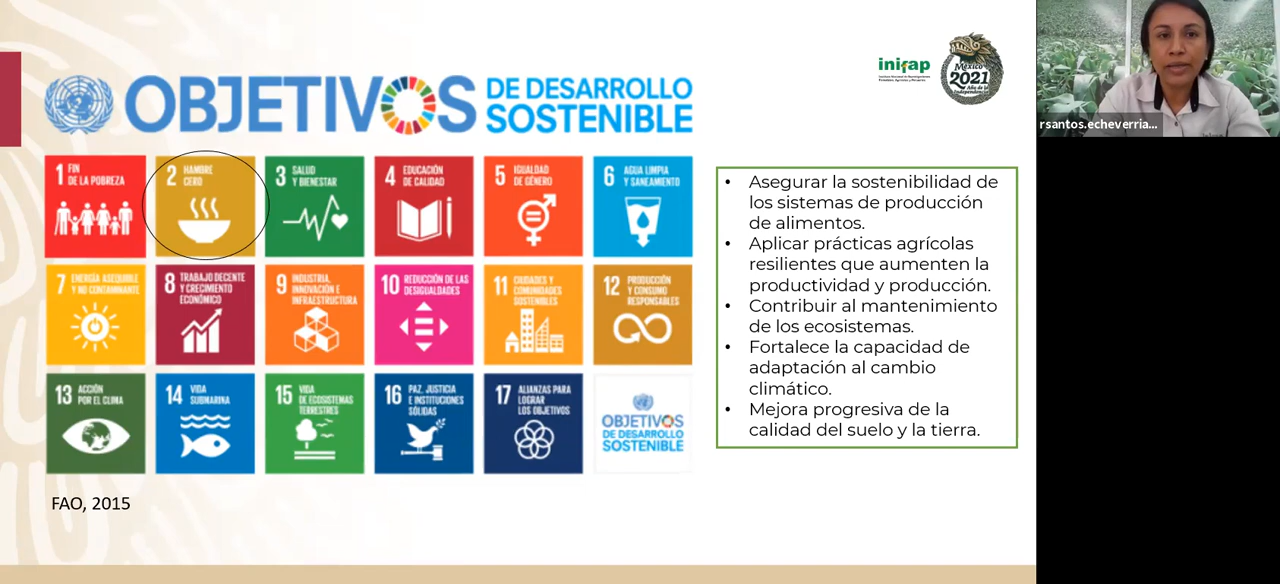 OBJETIVOS
DE DESARROLLO
SOSTENIBLE
inifap
México
2021
Año de la
Independencia
rsantos.echeverria...
1 FIN
DE LA POBREZA
2 HAMBRE
CERO
3 SALUD
Y BIENESTAR
4 EDUCACIÓN
DE CALIDAD
5 IGUALDAD
DE GÉNERO
6 AGUA LIMPIA
Y SANEAMIENTO
7 ENERGÍA ASEQUIBLE
Y NO CONTAMINANTE
8 TRABAJO DECENTE
Y CRECIMIENTO
ECONÓMICO
9 INDUSTRIA,
INNOVACIÓN E
INFRAESTRUCTURA
10 REDUCCIÓN DE LAS
DESIGUALDADES
11 CIUDADES Y
COMUNIDADES
SOSTENIBLES
12 PRODUCCIÓN
Y CONSUMO
RESPONSABLES
13 ACCIÓN
POR EL CLIMA
14 VIDA
SUBMARINA
15 VIDA
DE ECOSISTEMAS
TERRESTRES
16 PAZ, JUSTICIA
E INSTITUCIONES
SÓLIDAS
17 ALIANZAS PARA
LOGRAR
LOS OBJETIVOS
OBJETIVOS
DE DESARROLLO
SOSTENIBLE
• Asegurar la sostenibilidad de
los sistemas de producción
de alimentos.
• Aplicar prácticas agrícolas
resilientes que aumenten la
productividad y producción.
• Contribuir al mantenimiento
de los ecosistemas.
• Fortalece la capacidad de
adaptación al cambio
climático.
• Mejora progresiva de la
calidad del suelo y la tierra.
FAO, 2015